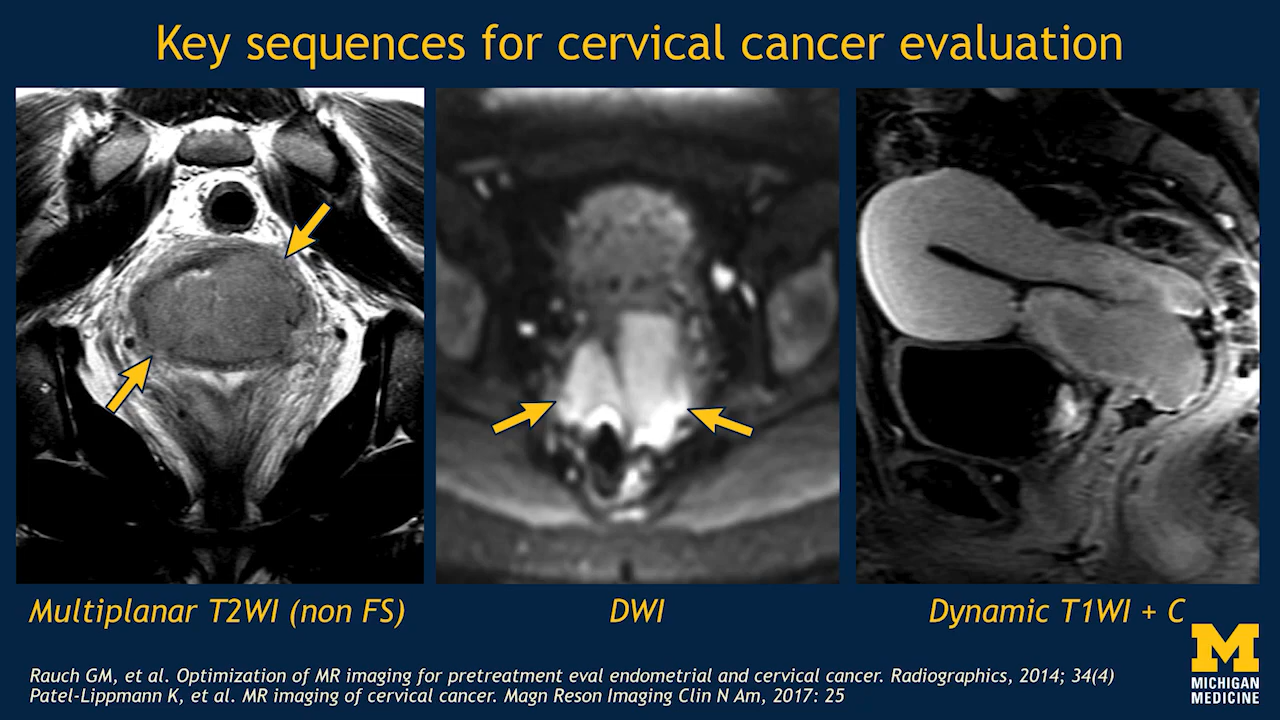 Key sequences for cervical cancer evaluation
Multiplanar T2WI (non FS)
DWI
Dynamic T1WI + C
Rauch GM, et al. Optimization of MR imaging for pretreatment eval endometrial and cervical cancer. Radiographics, 2014; 34(4)
Patel-Lippmann K, et al. MR imaging of cervical cancer. Magn Reson Imaging Clin N Am, 2017: 25
M
MICHIGAN
MEDICINE